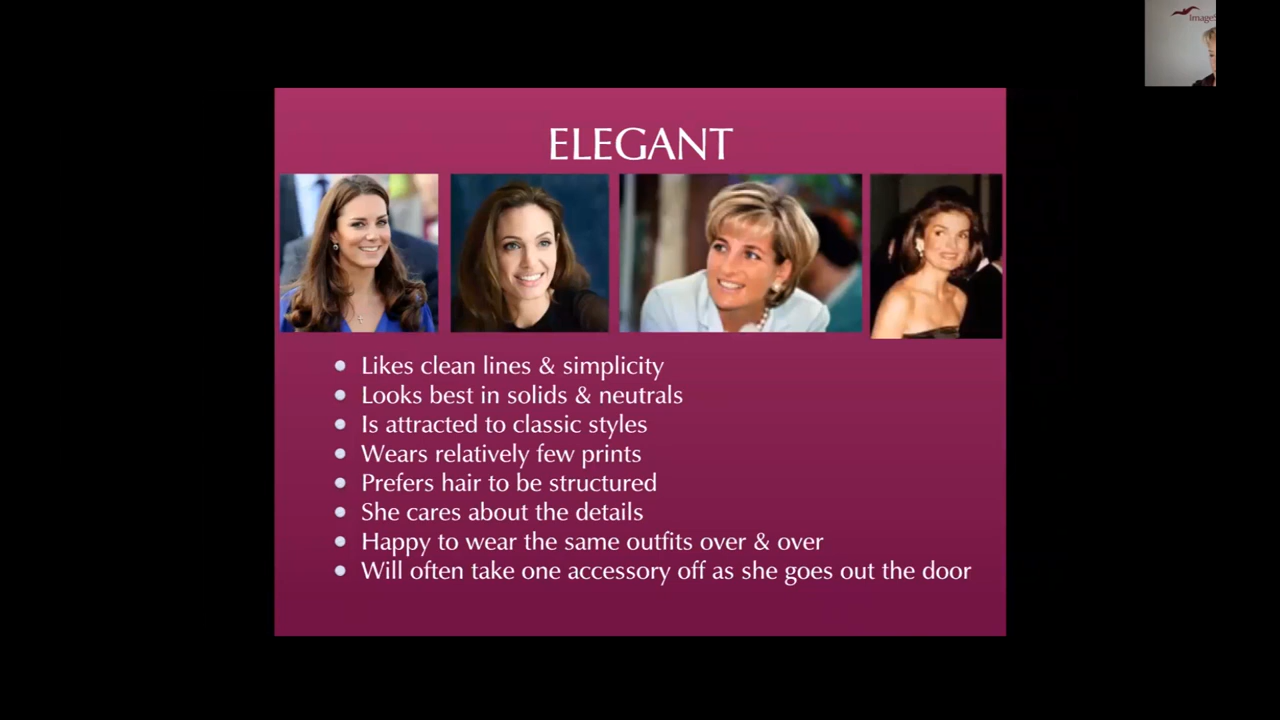 Image
ELEGANT
Likes clean lines & simplicity
Looks best in solids & neutrals
Is attracted to classic styles
Wears relatively few prints
Prefers hair to be structured
She cares about the details
Happy to wear the same outfits over & over
Will often take one accessory off as she goes out the door